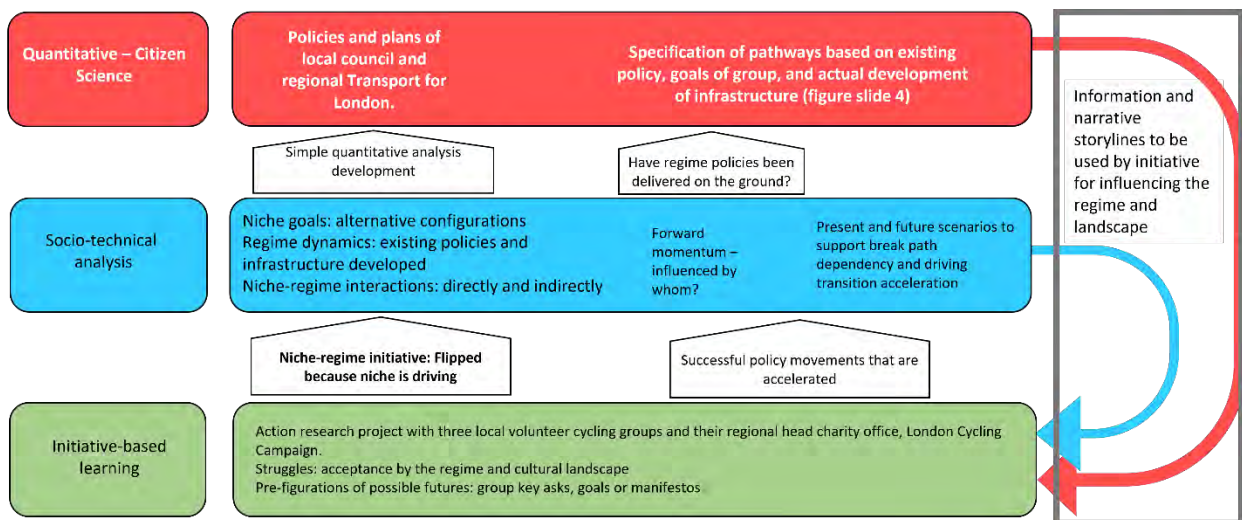 Quantitative – Citizen
Science
Policies and plans of
local council and
regional Transport for
London.
Specification of pathways based on existing
policy, goals of group, and actual development
of infrastructure (figure slide 4)
Information and
narrative
storylines to be
used by initiative
for influencing the
regime and
landscape
Simple quantitative analysis
development
Have regime policies been
delivered on the ground?
Socio-technical
analysis
Niche goals: alternative configurations
Regime dynamics: existing policies and
infrastructure developed
Niche-regime interactions: directly and indirectly
Forward
momentum –
influenced by
whom?
Present and future scenarios to
support break path
dependency and driving
transition acceleration
Niche-regime initiative: Flipped
because niche is driving
Successful policy movements that are
accelerated
Initiative-based
learning
Action research project with three local volunteer cycling groups and their regional head charity office, London Cycling
Campaign.
Struggles: acceptance by the regime and cultural landscape
Pre-figurations of possible futures: group key asks, goals or manifestos